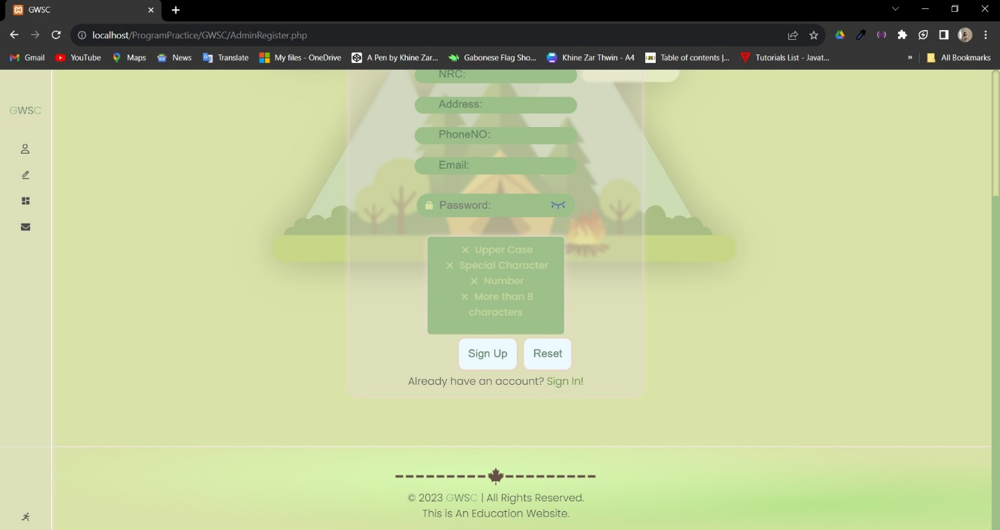 GWSC
localhost/ProgramPractice/GWSC/AdminRegister.php
Gmail YouTube Maps News Translate My files - OneDrive A Pen by Khine Zar... Gabonese Flag Sho... Khine Zar Thwin - A4 Table of contents |... Tutorials List - Javat... » All Bookmarks
GWSC
NRC:
Address:
PhoneNO:
Email:
Password:
× Upper Case
× Special Character
× Number
× More than 8
characters
Sign Up Reset
Already have an account? Sign In!
© 2023 GWSC | All Rights Reserved.
This is An Education Website.